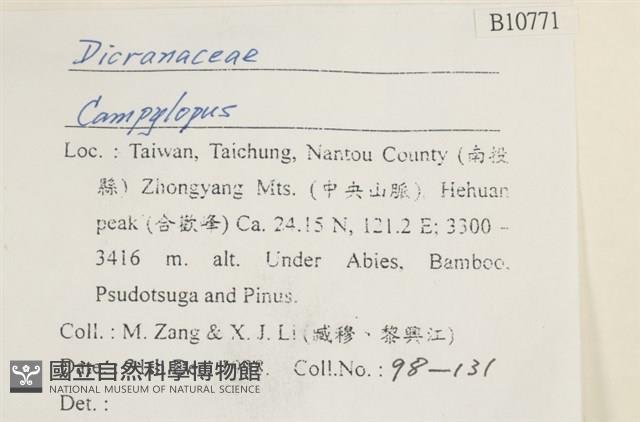 B10771
Dicranaceae
Campylopus
Loc. : Taiwan, Taichung, Nantou County (南投
縣) Zhongyang Mts. (中央山脈), Hehuan
peak (合歡峰) Ca. 24.15 N, 121.2 E; 3300 -
3416 m. alt. Under Abies, Bamboo,
Psudotsuga and Pinus.
Coll. : M. Zang & X. J. Li (臧穆、黎興江)
Date : Coll.No. : 98-131
國立自然科學博物館
NATIONAL MUSEUM OF NATURAL SCIENCE
Det. :